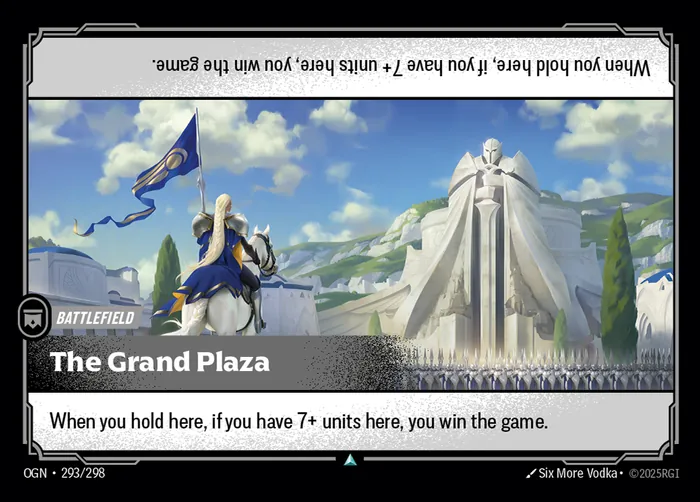 When you hold here, if you have 7+ units here, you win the game.
BATTLEFIELD
The Grand Plaza
When you hold here, if you have 7+ units here, you win the game.
OGN • 293/298
Six More Vodka • ©2025RGI